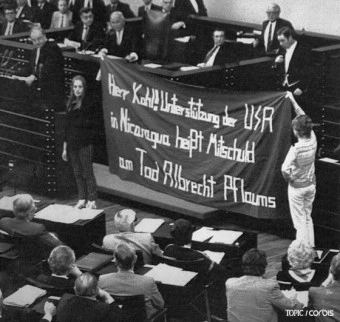 Herr Kohl! Unterstützung der USA
in Nicaragua heißt Mitschuld
am Tod Albrecht Pflaums
TOPIC / corbis